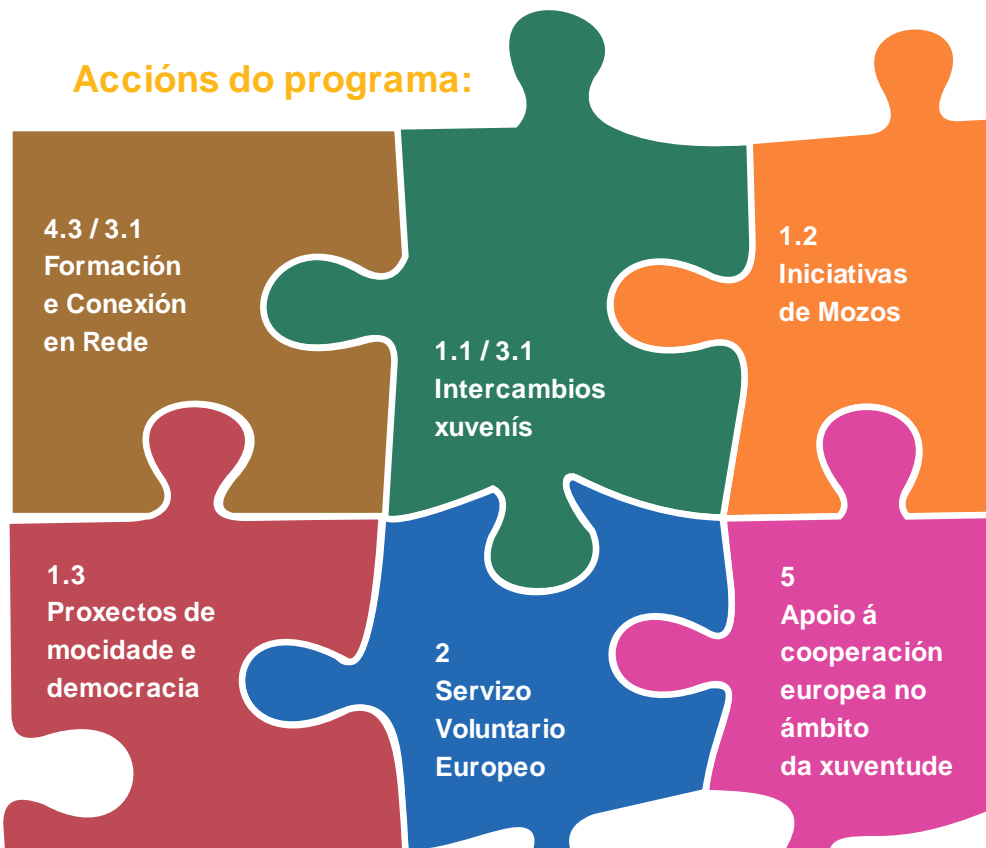 Accións do programa:
4.3 / 3.1
Formación
e Conexión
en Rede
1.1 / 3.1
Intercambios
xuvenís
1.2
Iniciativas
de Mozos
1.3
Proxectos de
mocidade e
democracia
2
Servizo
Voluntario
Europeo
5
Apoio á
cooperación
europea no
ámbito
da xuventude